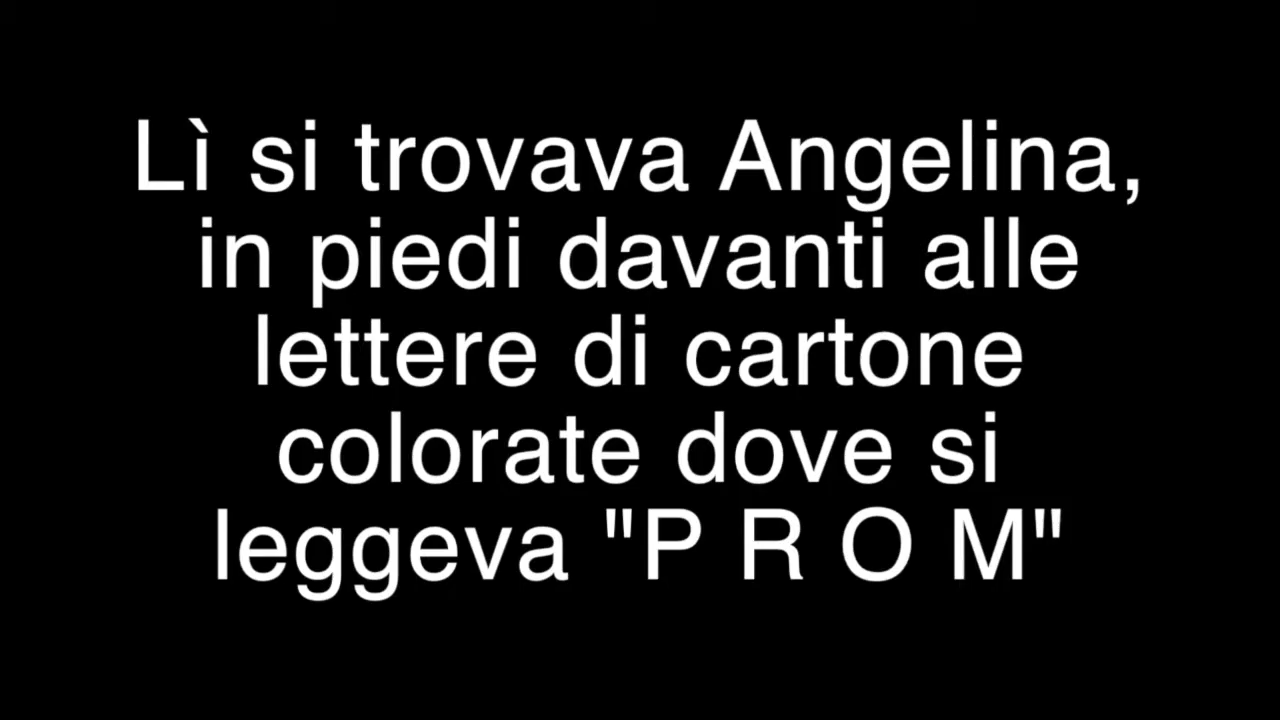 Lì si trovava Angelina,
in piedi davanti alle
lettere di cartone
colorate dove si
leggeva "P R O M"